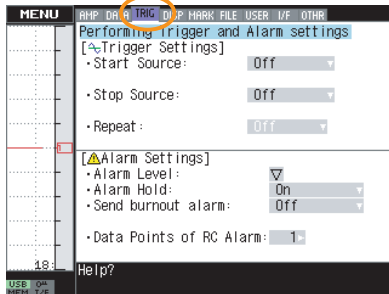 MENU
AMP DATA TRIG DISP MARK FILE USER I/F OTHR
Performing Trigger and Alarm settings
[Trigger Settings]
・Start Source: Off
・Stop Source: Off
・Repeat: Off
[Alarm Settings]
・Alarm Level:
・Alarm Hold: On
・Send burnout alarm: Off
・Data Points of RC Alarm: 1
18:
Help?
USB
MEM I/F